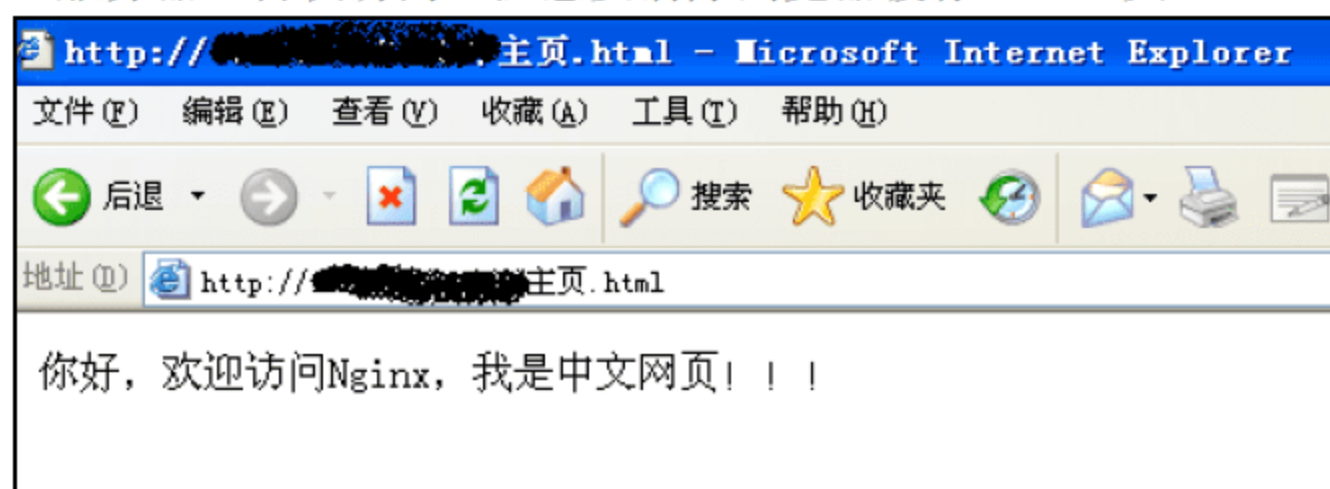 http://主页.html - Microsoft Internet Explorer
文件(F) 编辑(E) 查看(V) 收藏(A) 工具(T) 帮助(H)
后退 搜索 收藏夹
地址(D) http://主页.html
你好，欢迎访问Nginx，我是中文网页！！！